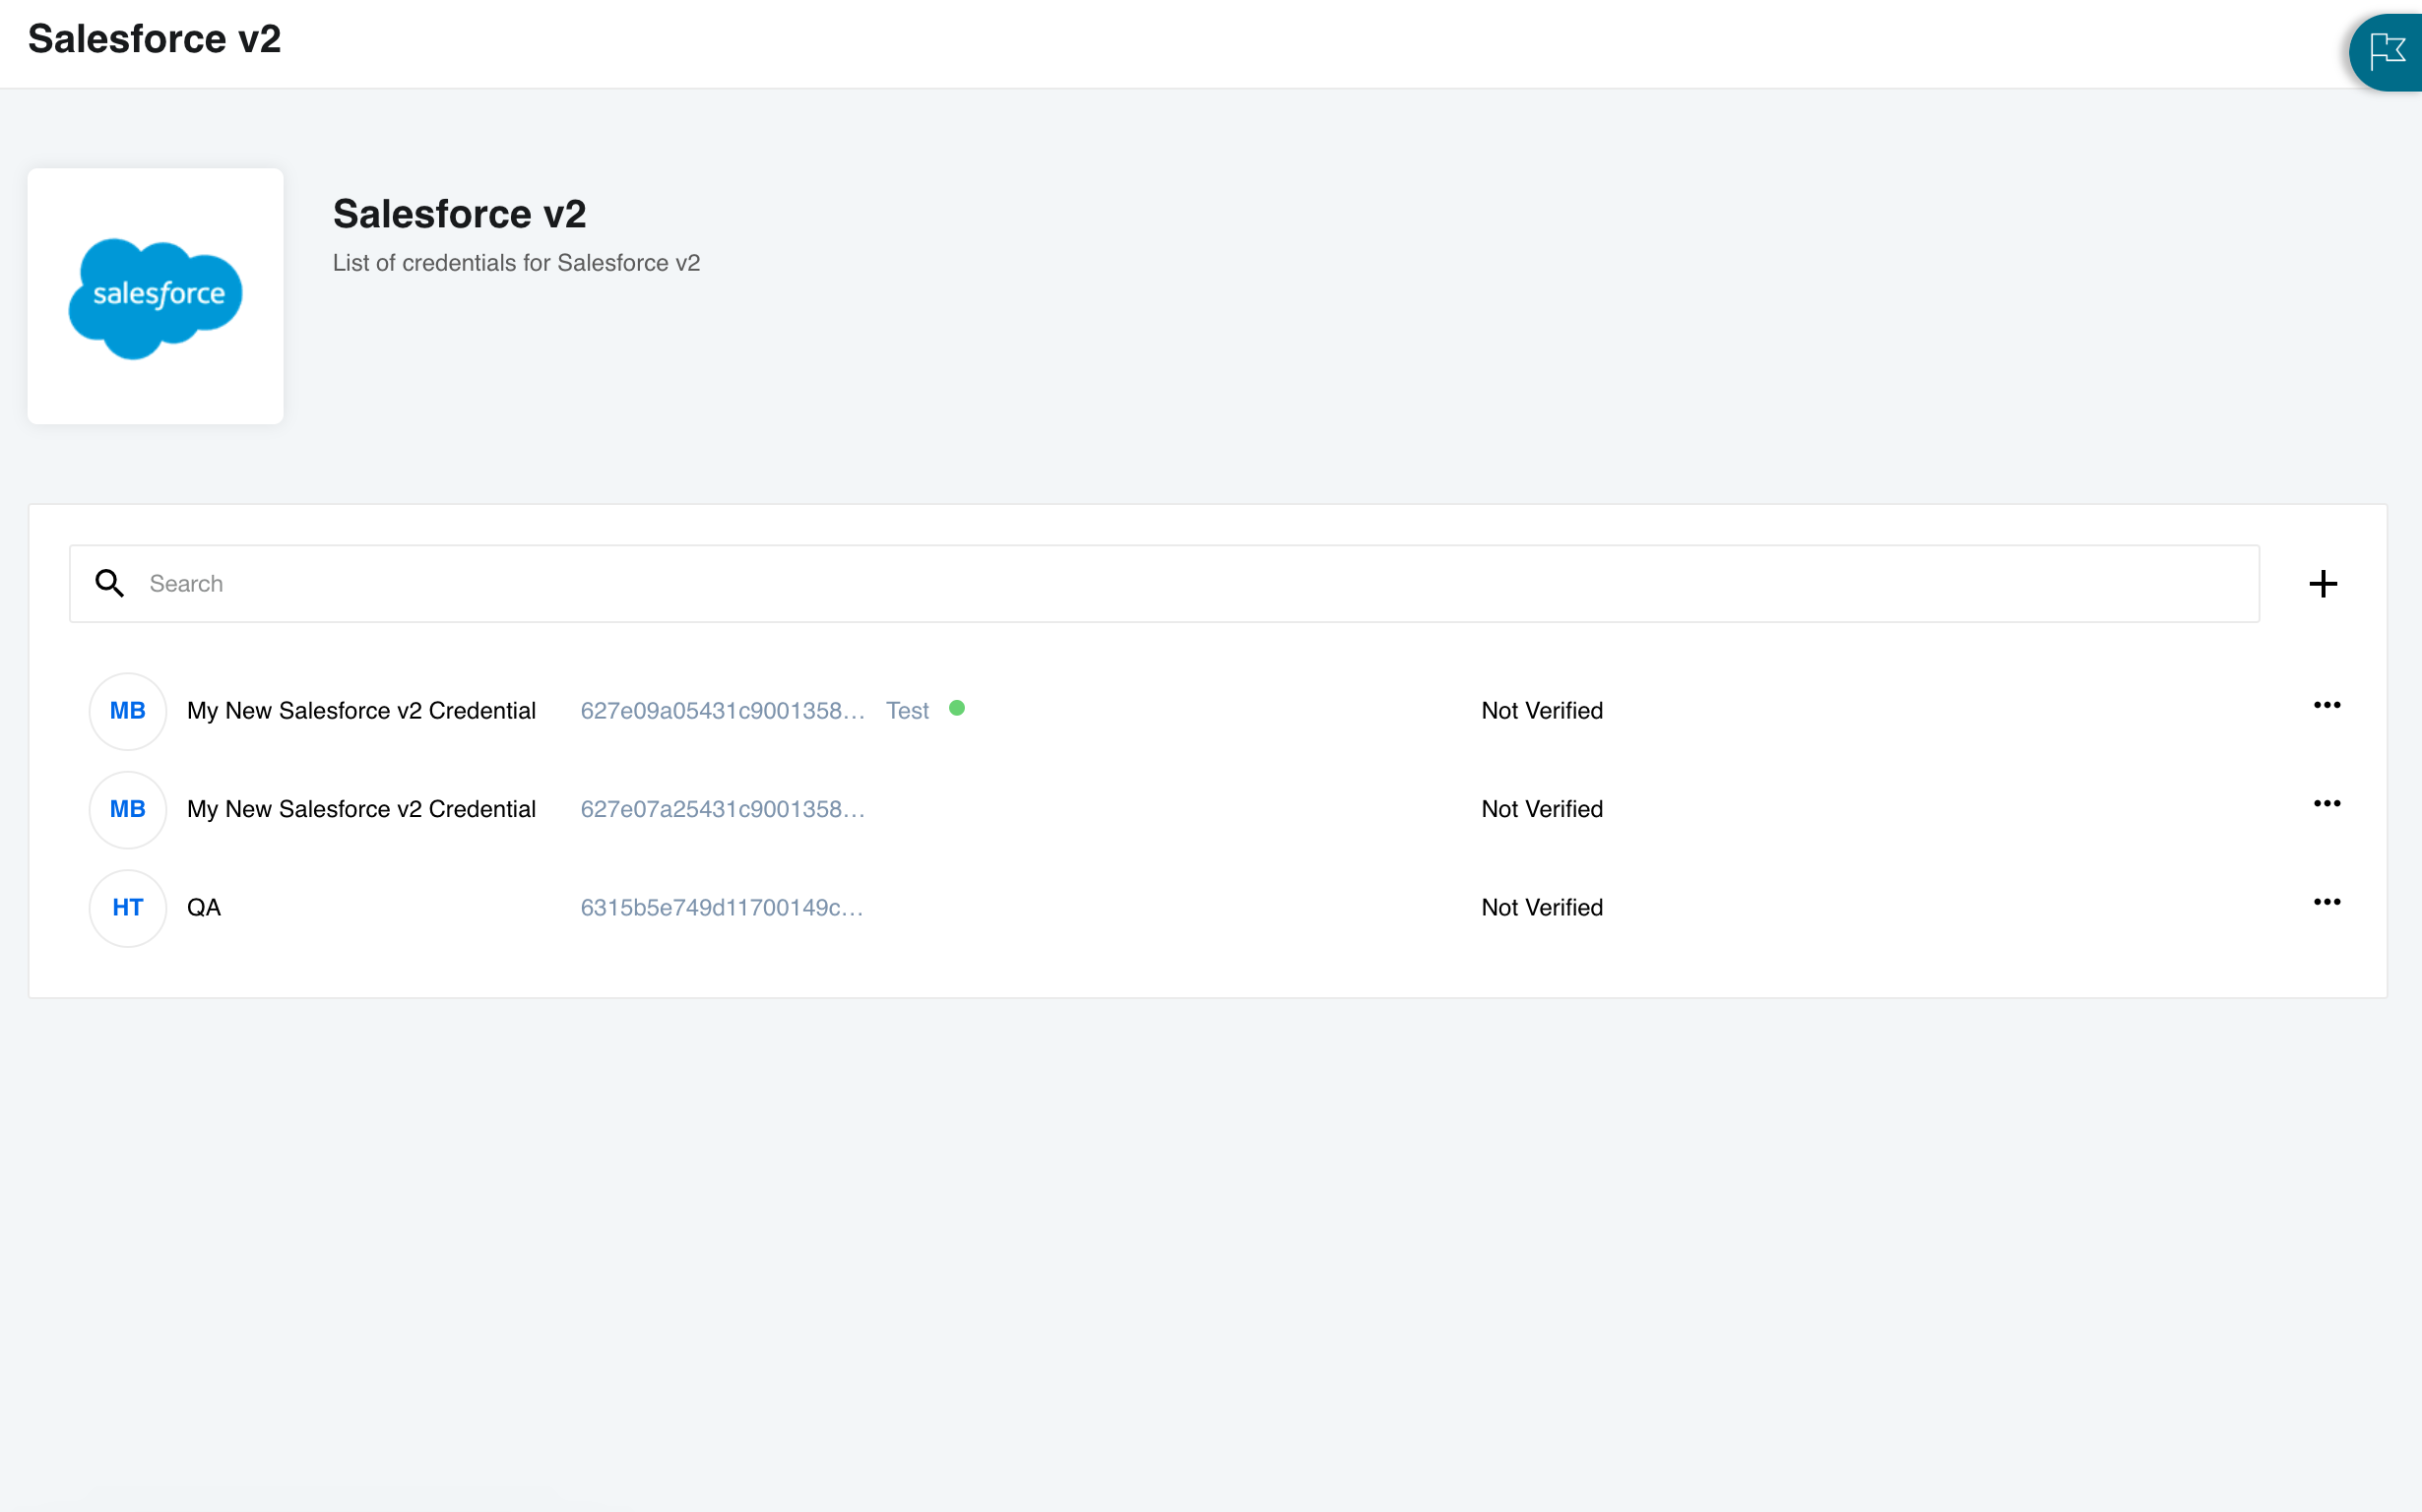 Salesforce v2
salesforce
Salesforce v2
List of credentials for Salesforce v2
Search
MB My New Salesforce v2 Credential 627e09a05431c9001358... Test Not Verified
MB My New Salesforce v2 Credential 627e07a25431c9001358... Not Verified
HT QA 6315b5e749d11700149c... Not Verified